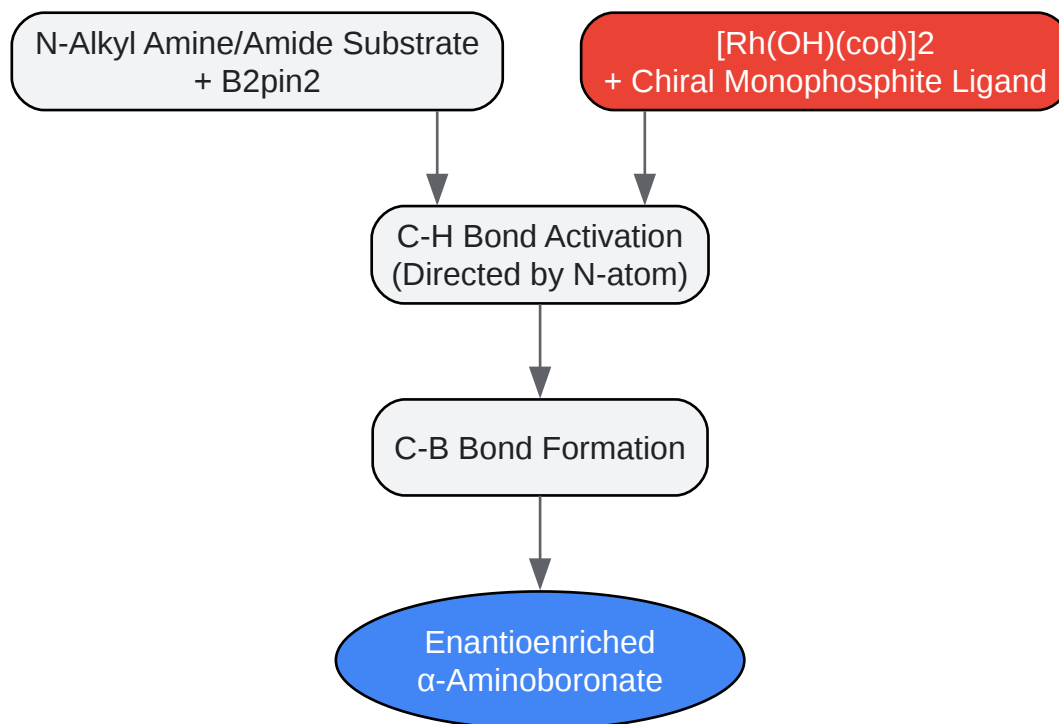 N-Alkyl Amine/Amide Substrate
+ B2pin2
[Rh(OH)(cod)]2
+ Chiral Monophosphite Ligand
C-H Bond Activation
(Directed by N-atom)
C-B Bond Formation
Enantioenriched
α-Aminoboronate